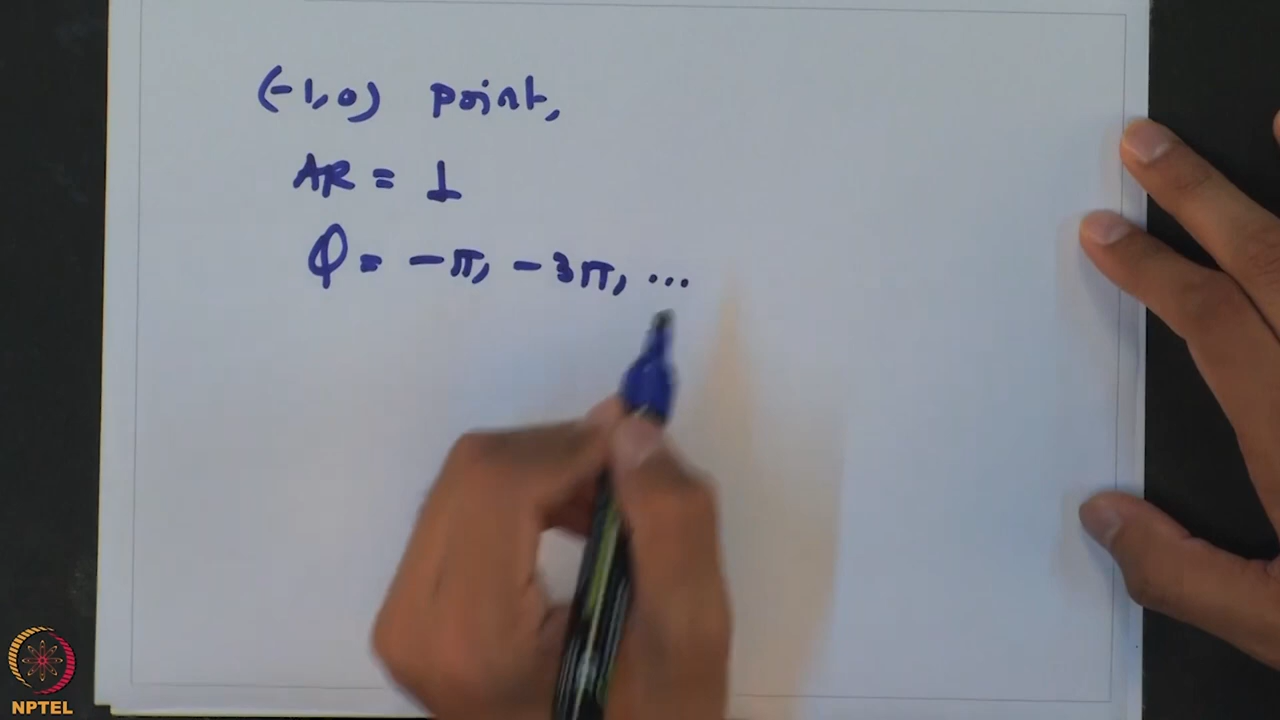 (-1,0) point,
AR = 1
φ = -π, -3π, ...
NPTEL